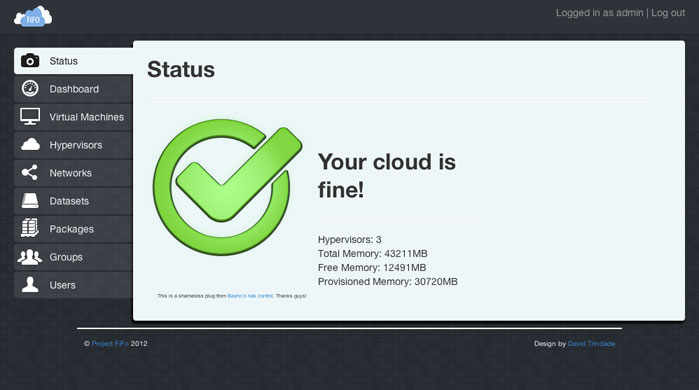 FiFO
Logged in as admin | Log out
Status
Dashboard
Virtual Machines
Hypervisors
Networks
Datasets
Packages
Groups
Users
Status
Your cloud is
fine!
Hypervisors: 3
Total Memory: 43211MB
Free Memory: 12491MB
Provisioned Memory: 30720MB
This is a shameless plug from Basho's riak control. Thanks guys!
© Project FiFo 2012
Design by David Trindade